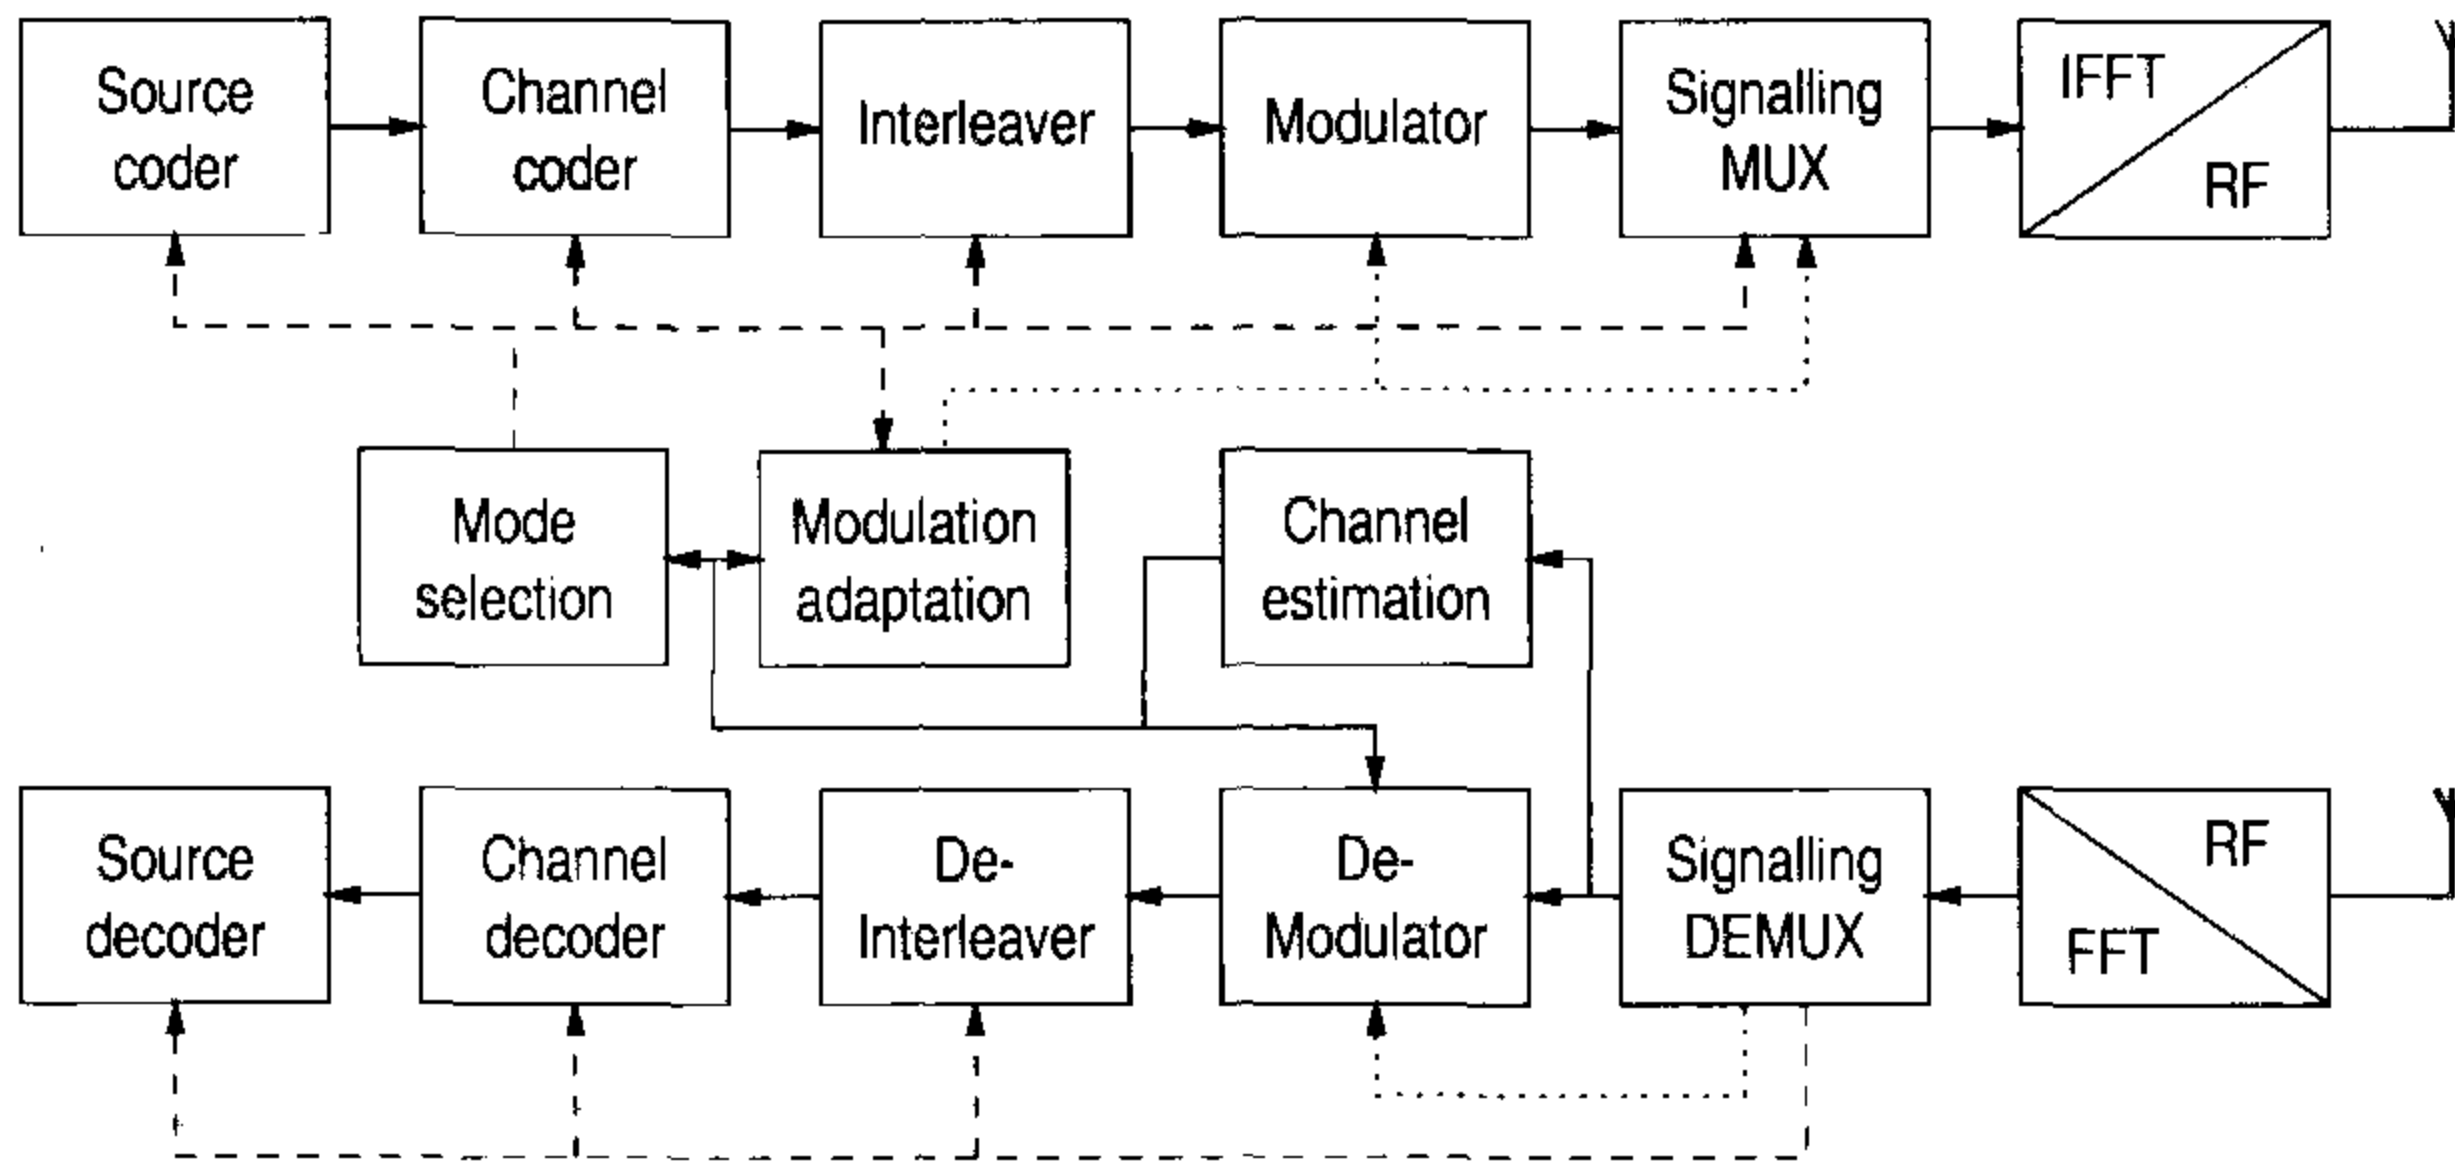 Source
coder
Channel
coder
Interleaver
Modulator
Signalling
MUX
IFFT
RF
Mode
selection
Modulation
adaptation
Channel
estimation
Source
decoder
Channel
decoder
De-
Interleaver
De-
Modulator
Signalling
DEMUX
RF
FFT